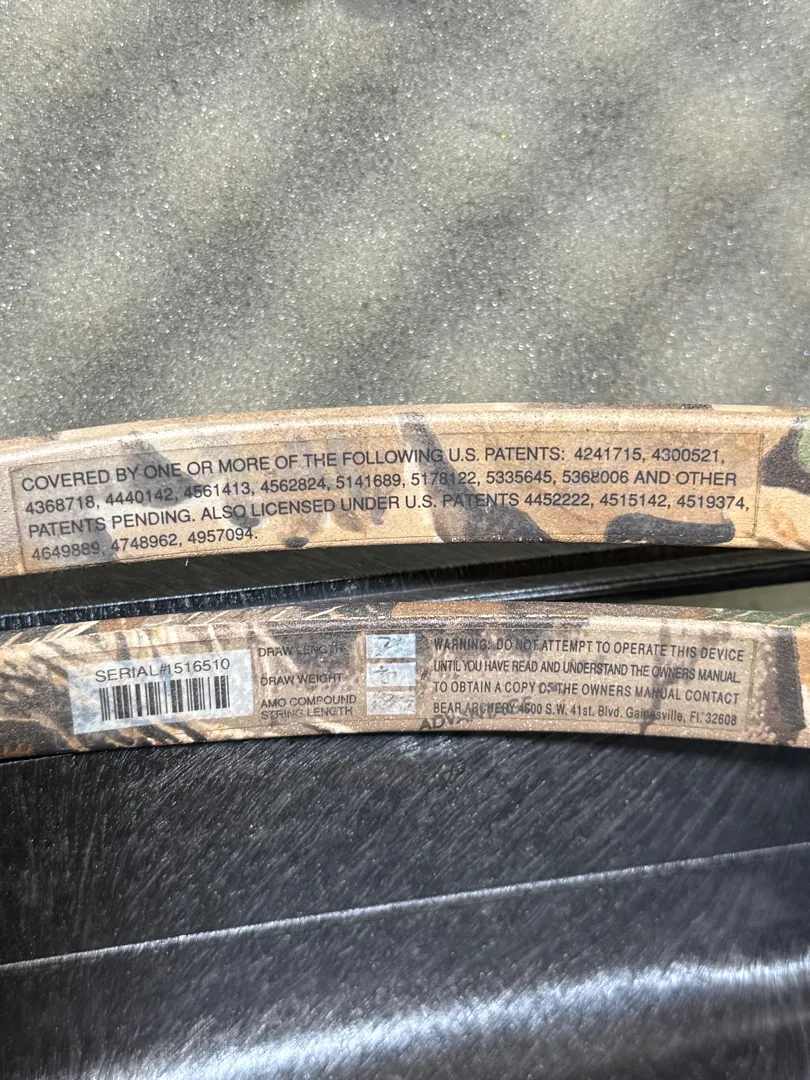 COVERED BY ONE OR MORE OF THE FOLLOWING U.S. PATENTS: 4241715, 4300521,
4368718, 4440142, 4561413, 4562824, 5141689, 5178122, 5335645, 5368006 AND OTHER
PATENTS PENDING. ALSO LICENSED UNDER U.S. PATENTS 4452222, 4515142, 4519374,
4649889, 4748962, 4957094.
SERIAL#1516510
DRAW LENGTH
DRAW WEIGHT #
AMO COMPOUND
STRING LENGTH
WARNING: DO NOT ATTEMPT TO OPERATE THIS DEVICE
UNTIL YOU HAVE READ AND UNDERSTAND THE OWNERS MANUAL.
TO OBTAIN A COPY OF THE OWNERS MANUAL CONTACT
BEAR ARCHERY 4600 S.W. 41st. Blvd. Gainesville, FL 32608